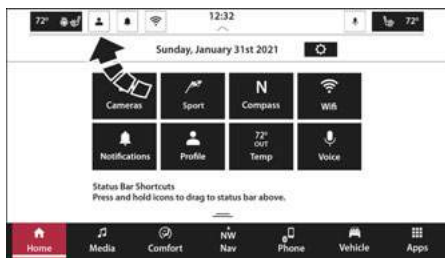 72° 12:32 72°
Sunday, January 31st 2021
Cameras Sport Compass Wifi
N
72°
OUT
Notifications Profile Temp Voice
Status Bar Shortcuts
Press and hold icons to drag to status bar above.
NW
Home Media Comfort Nav Phone Vehicle Apps